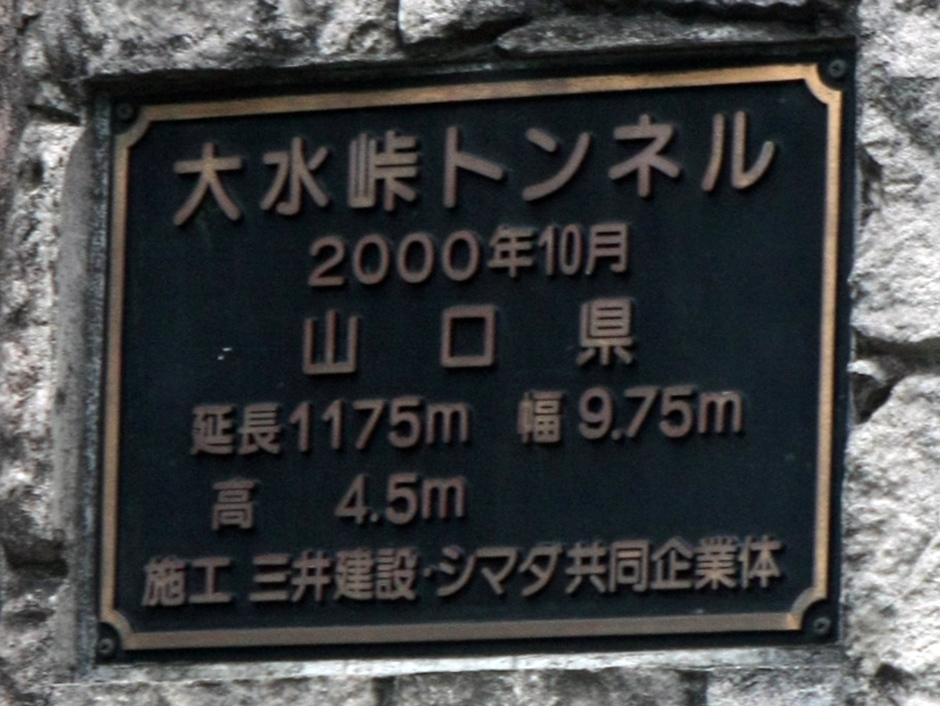 大水峠トンネル
2000年10月
山口県
延長1175m 幅9.75m
高 4.5m
施工 三井建設・シマダ共同企業体